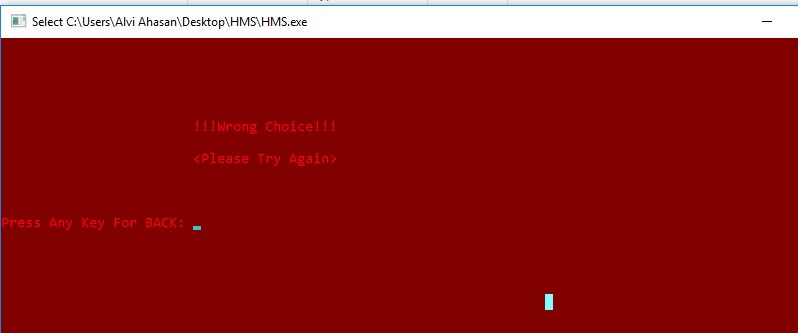 Select C:\Users\Alvi Ahasan\Desktop\HMS\HMS.exe
!!!Wrong Choice!!!
<Please Try Again>
Press Any Key For BACK: